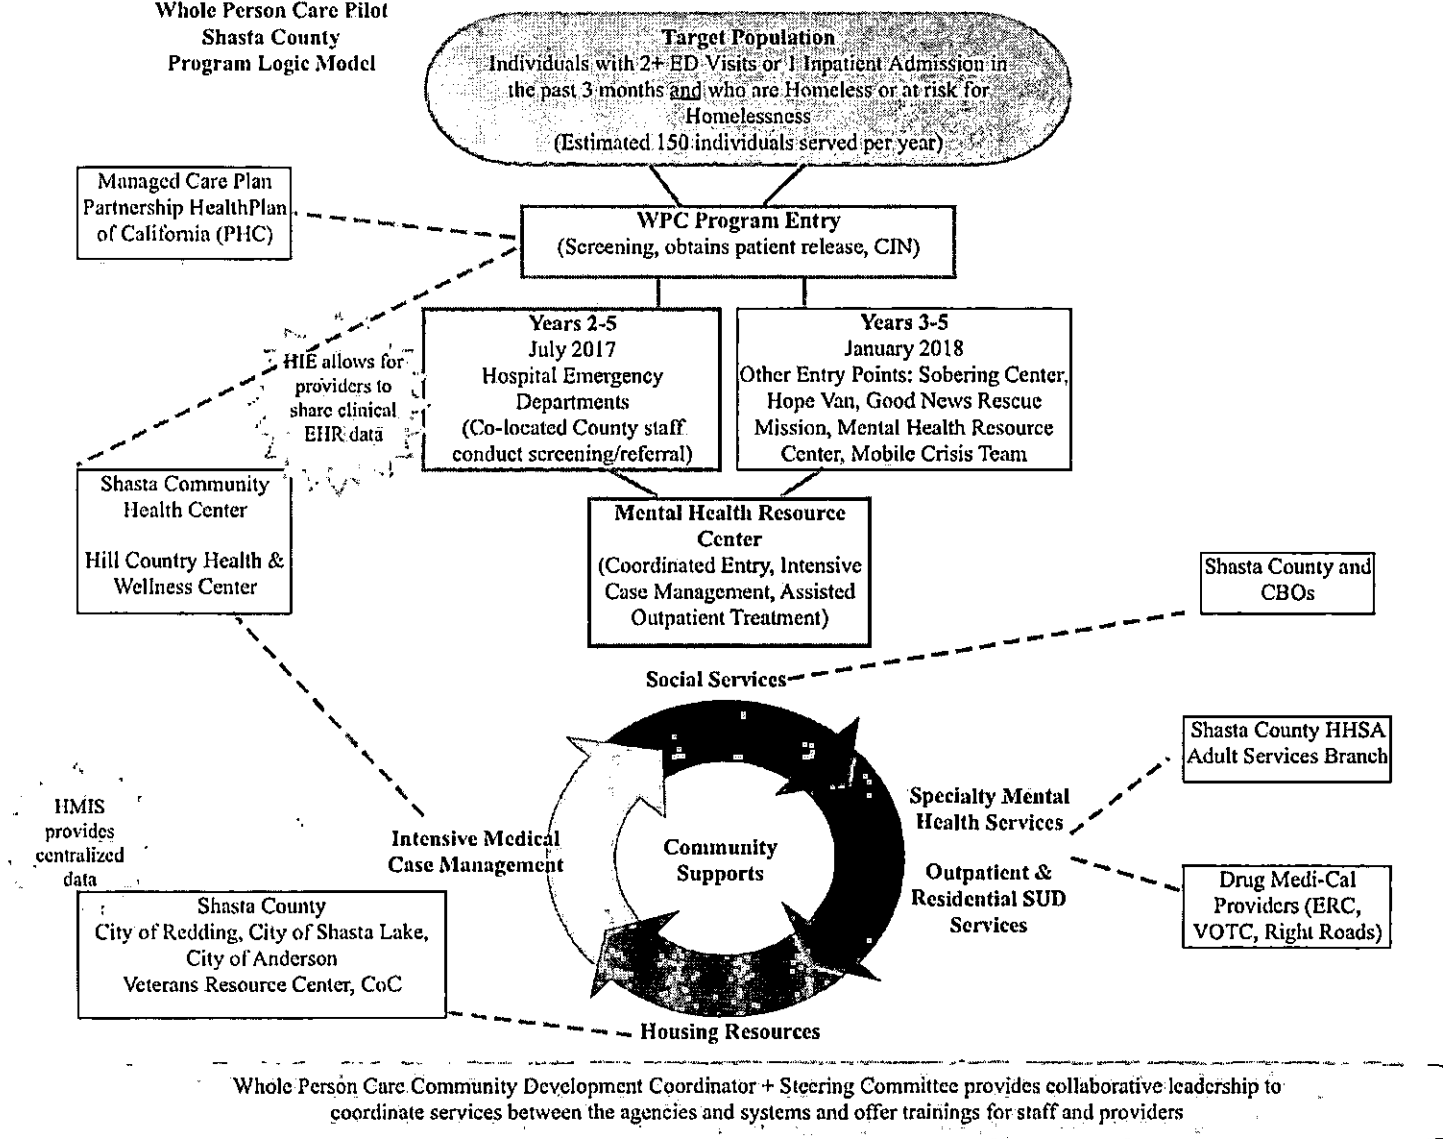 Whole Person Care Pilot
Shasta County
Program Logic Model
Target Population
Individuals with 2+ ED Visits or 1 Inpatient Admission in
the past 3 months and who are Homeless or at risk for
Homelessness
(Estimated 150 individuals served per year)
Managed Care Plan
Partnership HealthPlan
of California (PHC)
WPC Program Entry
(Screening, obtains patient release, CIN)
HIE allows for
providers to
share clinical
EHR data
Years 2-5
July 2017
Hospital Emergency
Departments
(Co-located County staff
conduct screening/referral)
Years 3-5
January 2018
Other Entry Points: Sobering Center,
Hope Van, Good News Rescue
Mission, Mental Health Resource
Center, Mobile Crisis Team
Shasta Community
Health Center
Hill Country Health &
Wellness Center
Mental Health Resource
Center
(Coordinated Entry, Intensive
Case Management, Assisted
Outpatient Treatment)
Shasta County and
CBOs
Social Services
Shasta County HHSA
Adult Services Branch
Specialty Mental
Health Services
Outpatient &
Residential SUD
Services
Drug Medi-Cal
Providers (ERC,
VOTC, Right Roads)
Intensive Medical
Case Management
Community
Supports
HMIS
provides
centralized
data
Shasta County
City of Redding, City of Shasta Lake,
City of Anderson
Veterans Resource Center, CoC
Housing Resources
Whole Person Care Community Development Coordinator + Steering Committee provides collaborative leadership to
coordinate services between the agencies and systems and offer trainings for staff and providers